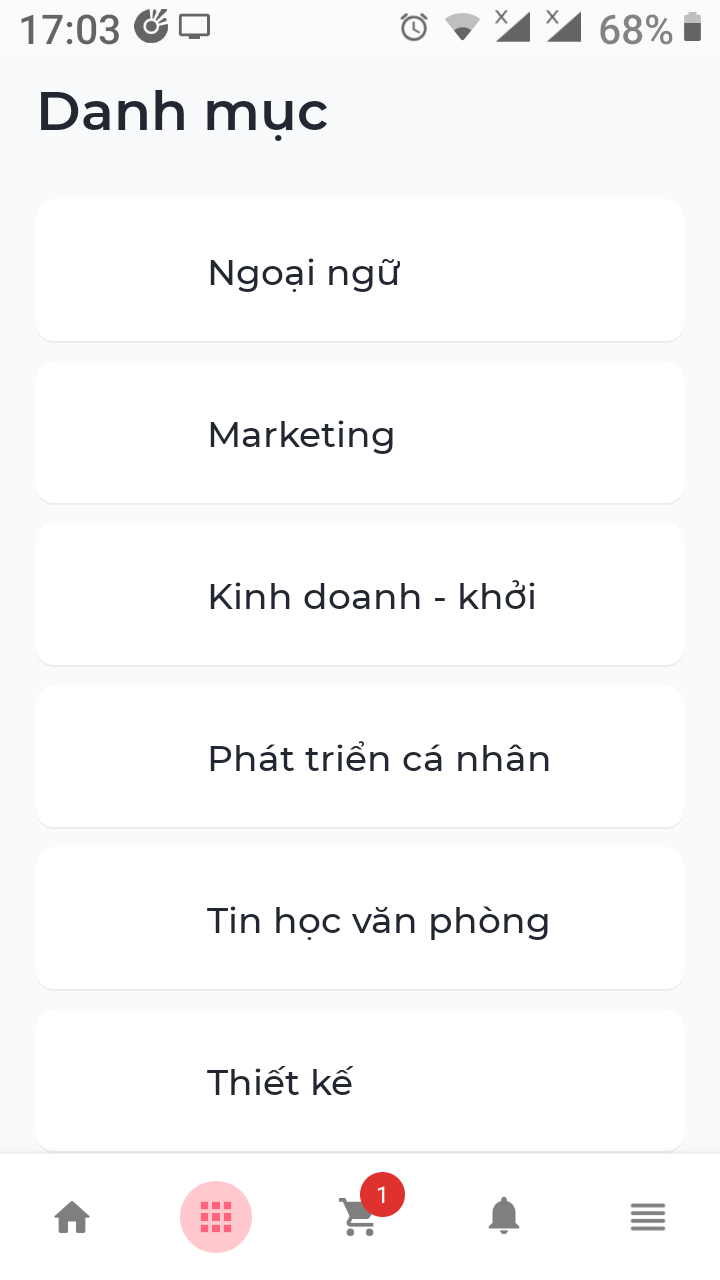 17:03
68%
Danh mục
Ngoại ngữ
Marketing
Kinh doanh - khởi
Phát triển cá nhân
Tin học văn phòng
Thiết kế
1